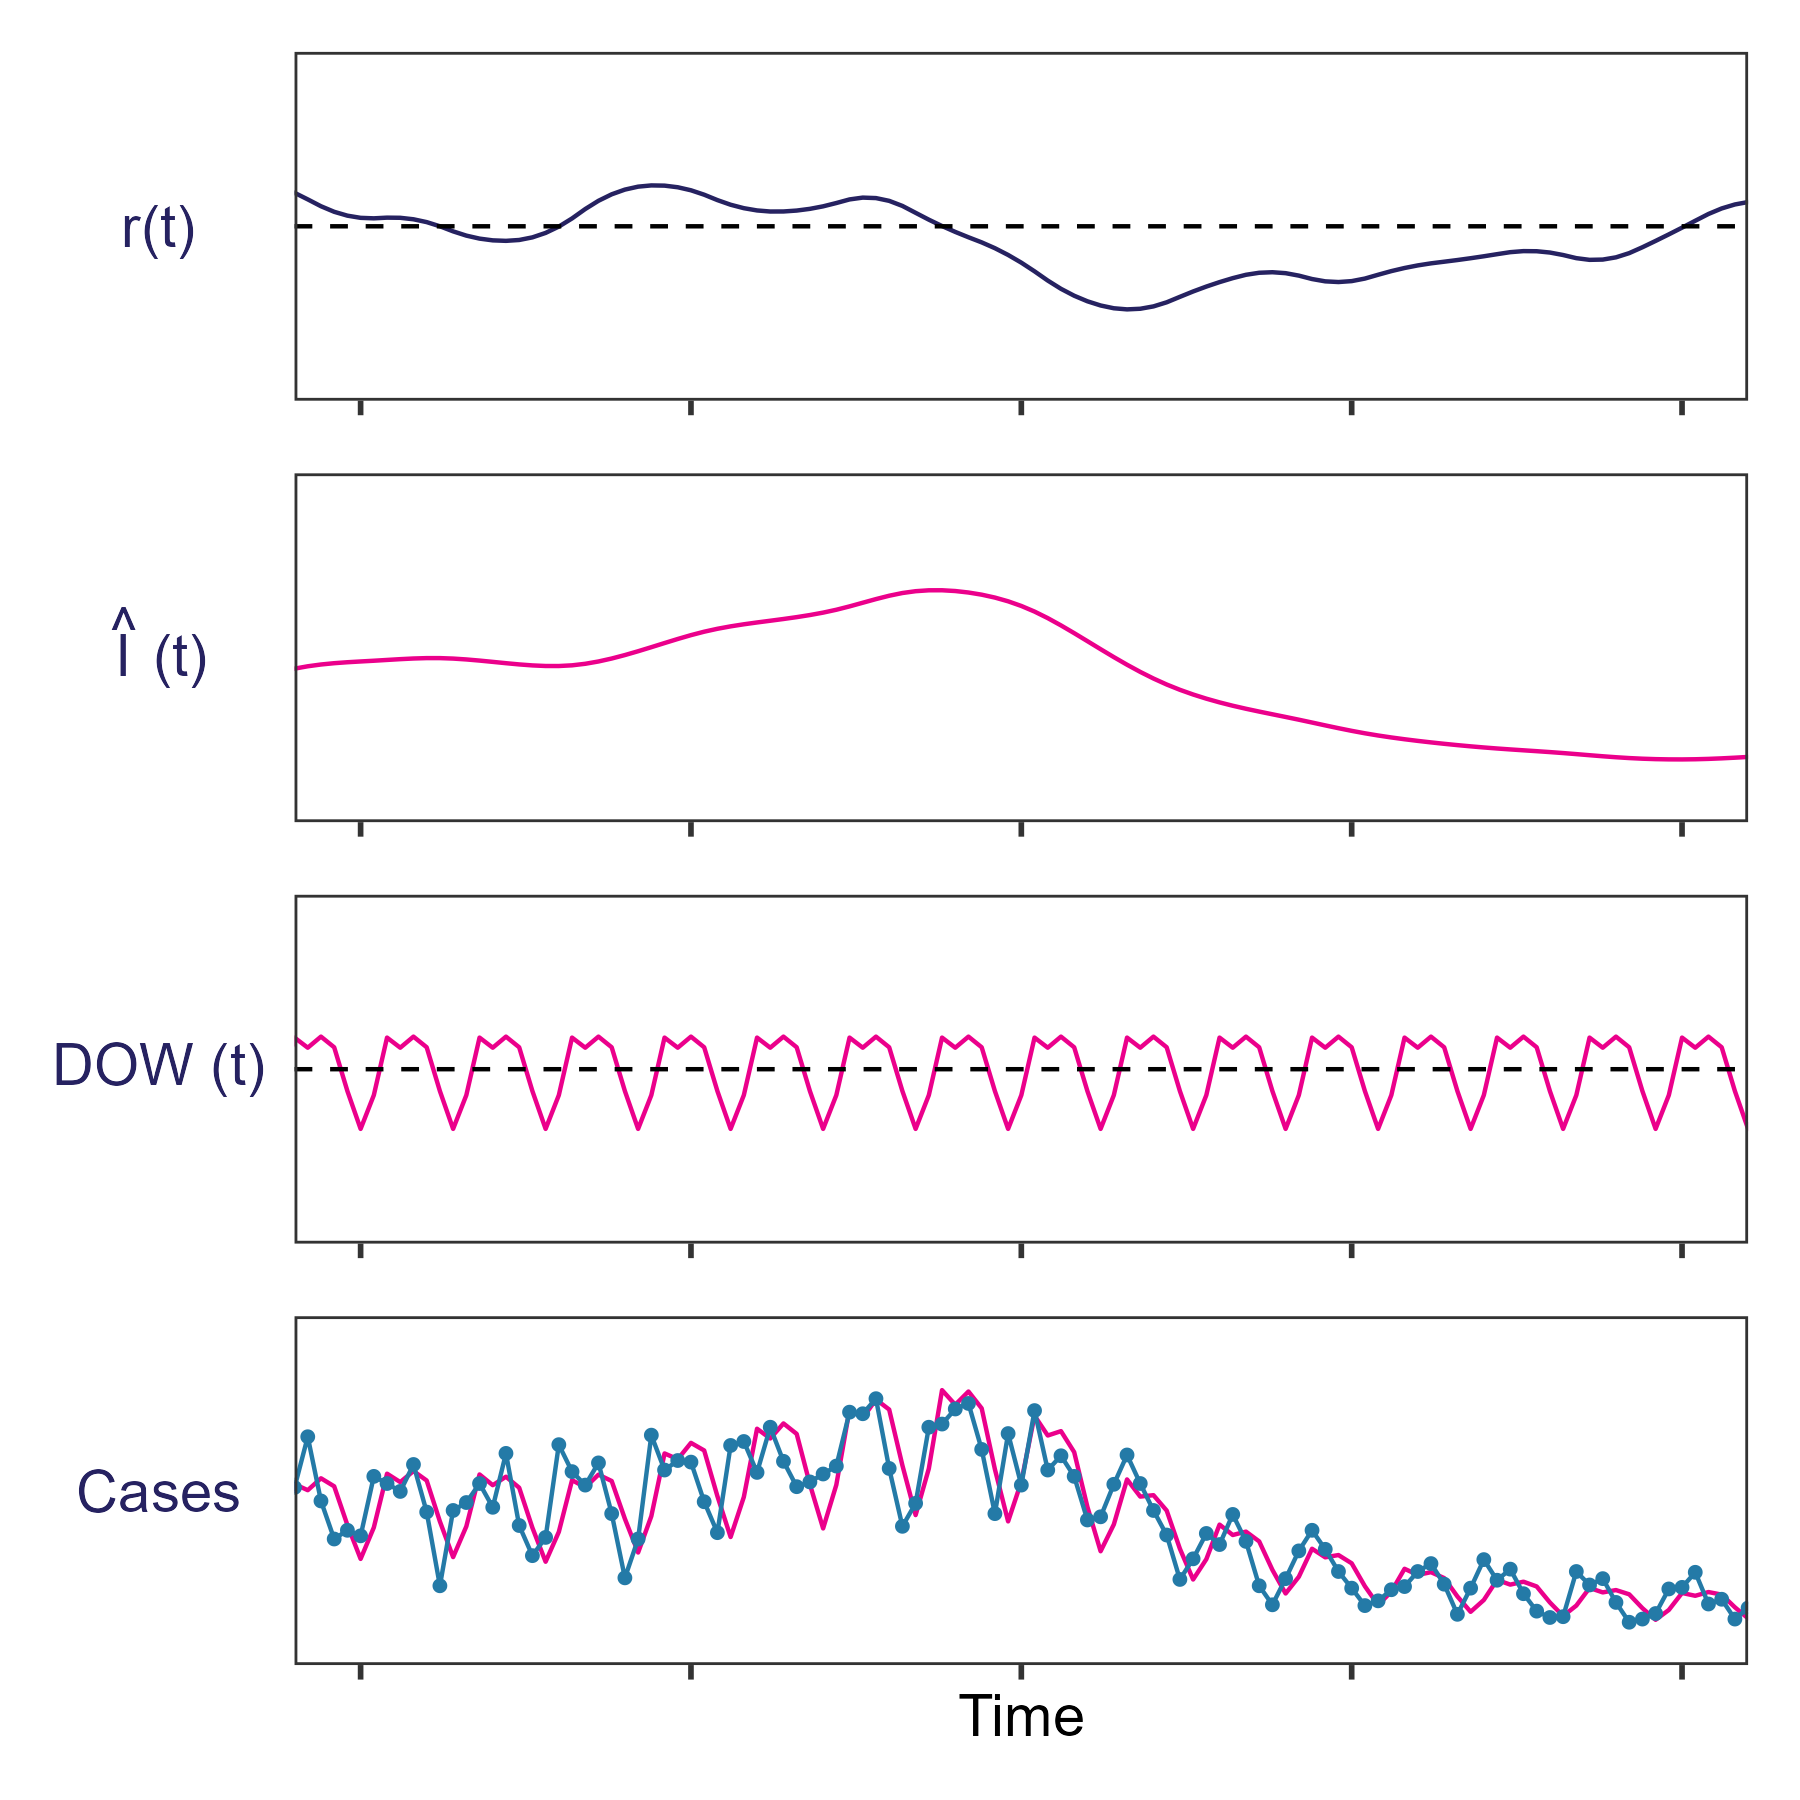 r(t)
Î (t)
DOW (t)
Cases
Time